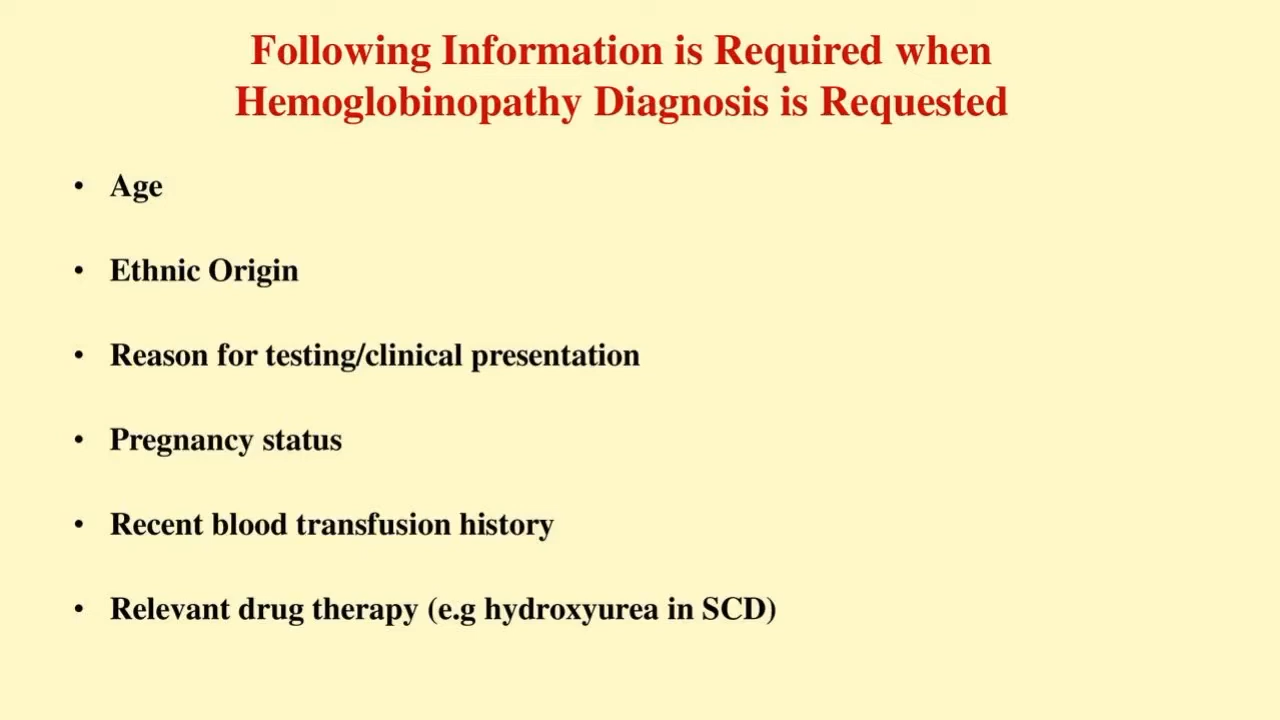 Following Information is Required when
Hemoglobinopathy Diagnosis is Requested
• Age
• Ethnic Origin
• Reason for testing/clinical presentation
• Pregnancy status
• Recent blood transfusion history
• Relevant drug therapy (e.g hydroxyurea in SCD)